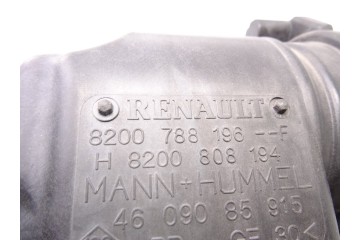 RENAULT
8200 788 196 --F
H 8200 808 194
MANN+HUMMEL
46 090 85 915